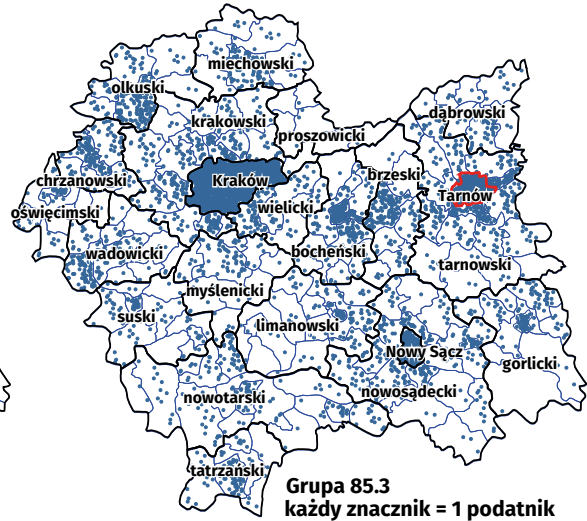 miechowski
olkuski
dąbrowski
krakowski
proszowicki
brzeski
chrzanowski
Kraków
Tarnów
oświęcimski
wielicki
wadowicki
bocheński
tarnowski
myślenicki
suski
limanowski
Nowy Sącz
gorlicki
nowotarski
nowosądecki
tatrzański
Grupa 85.3
każdy znacznik = 1 podatnik